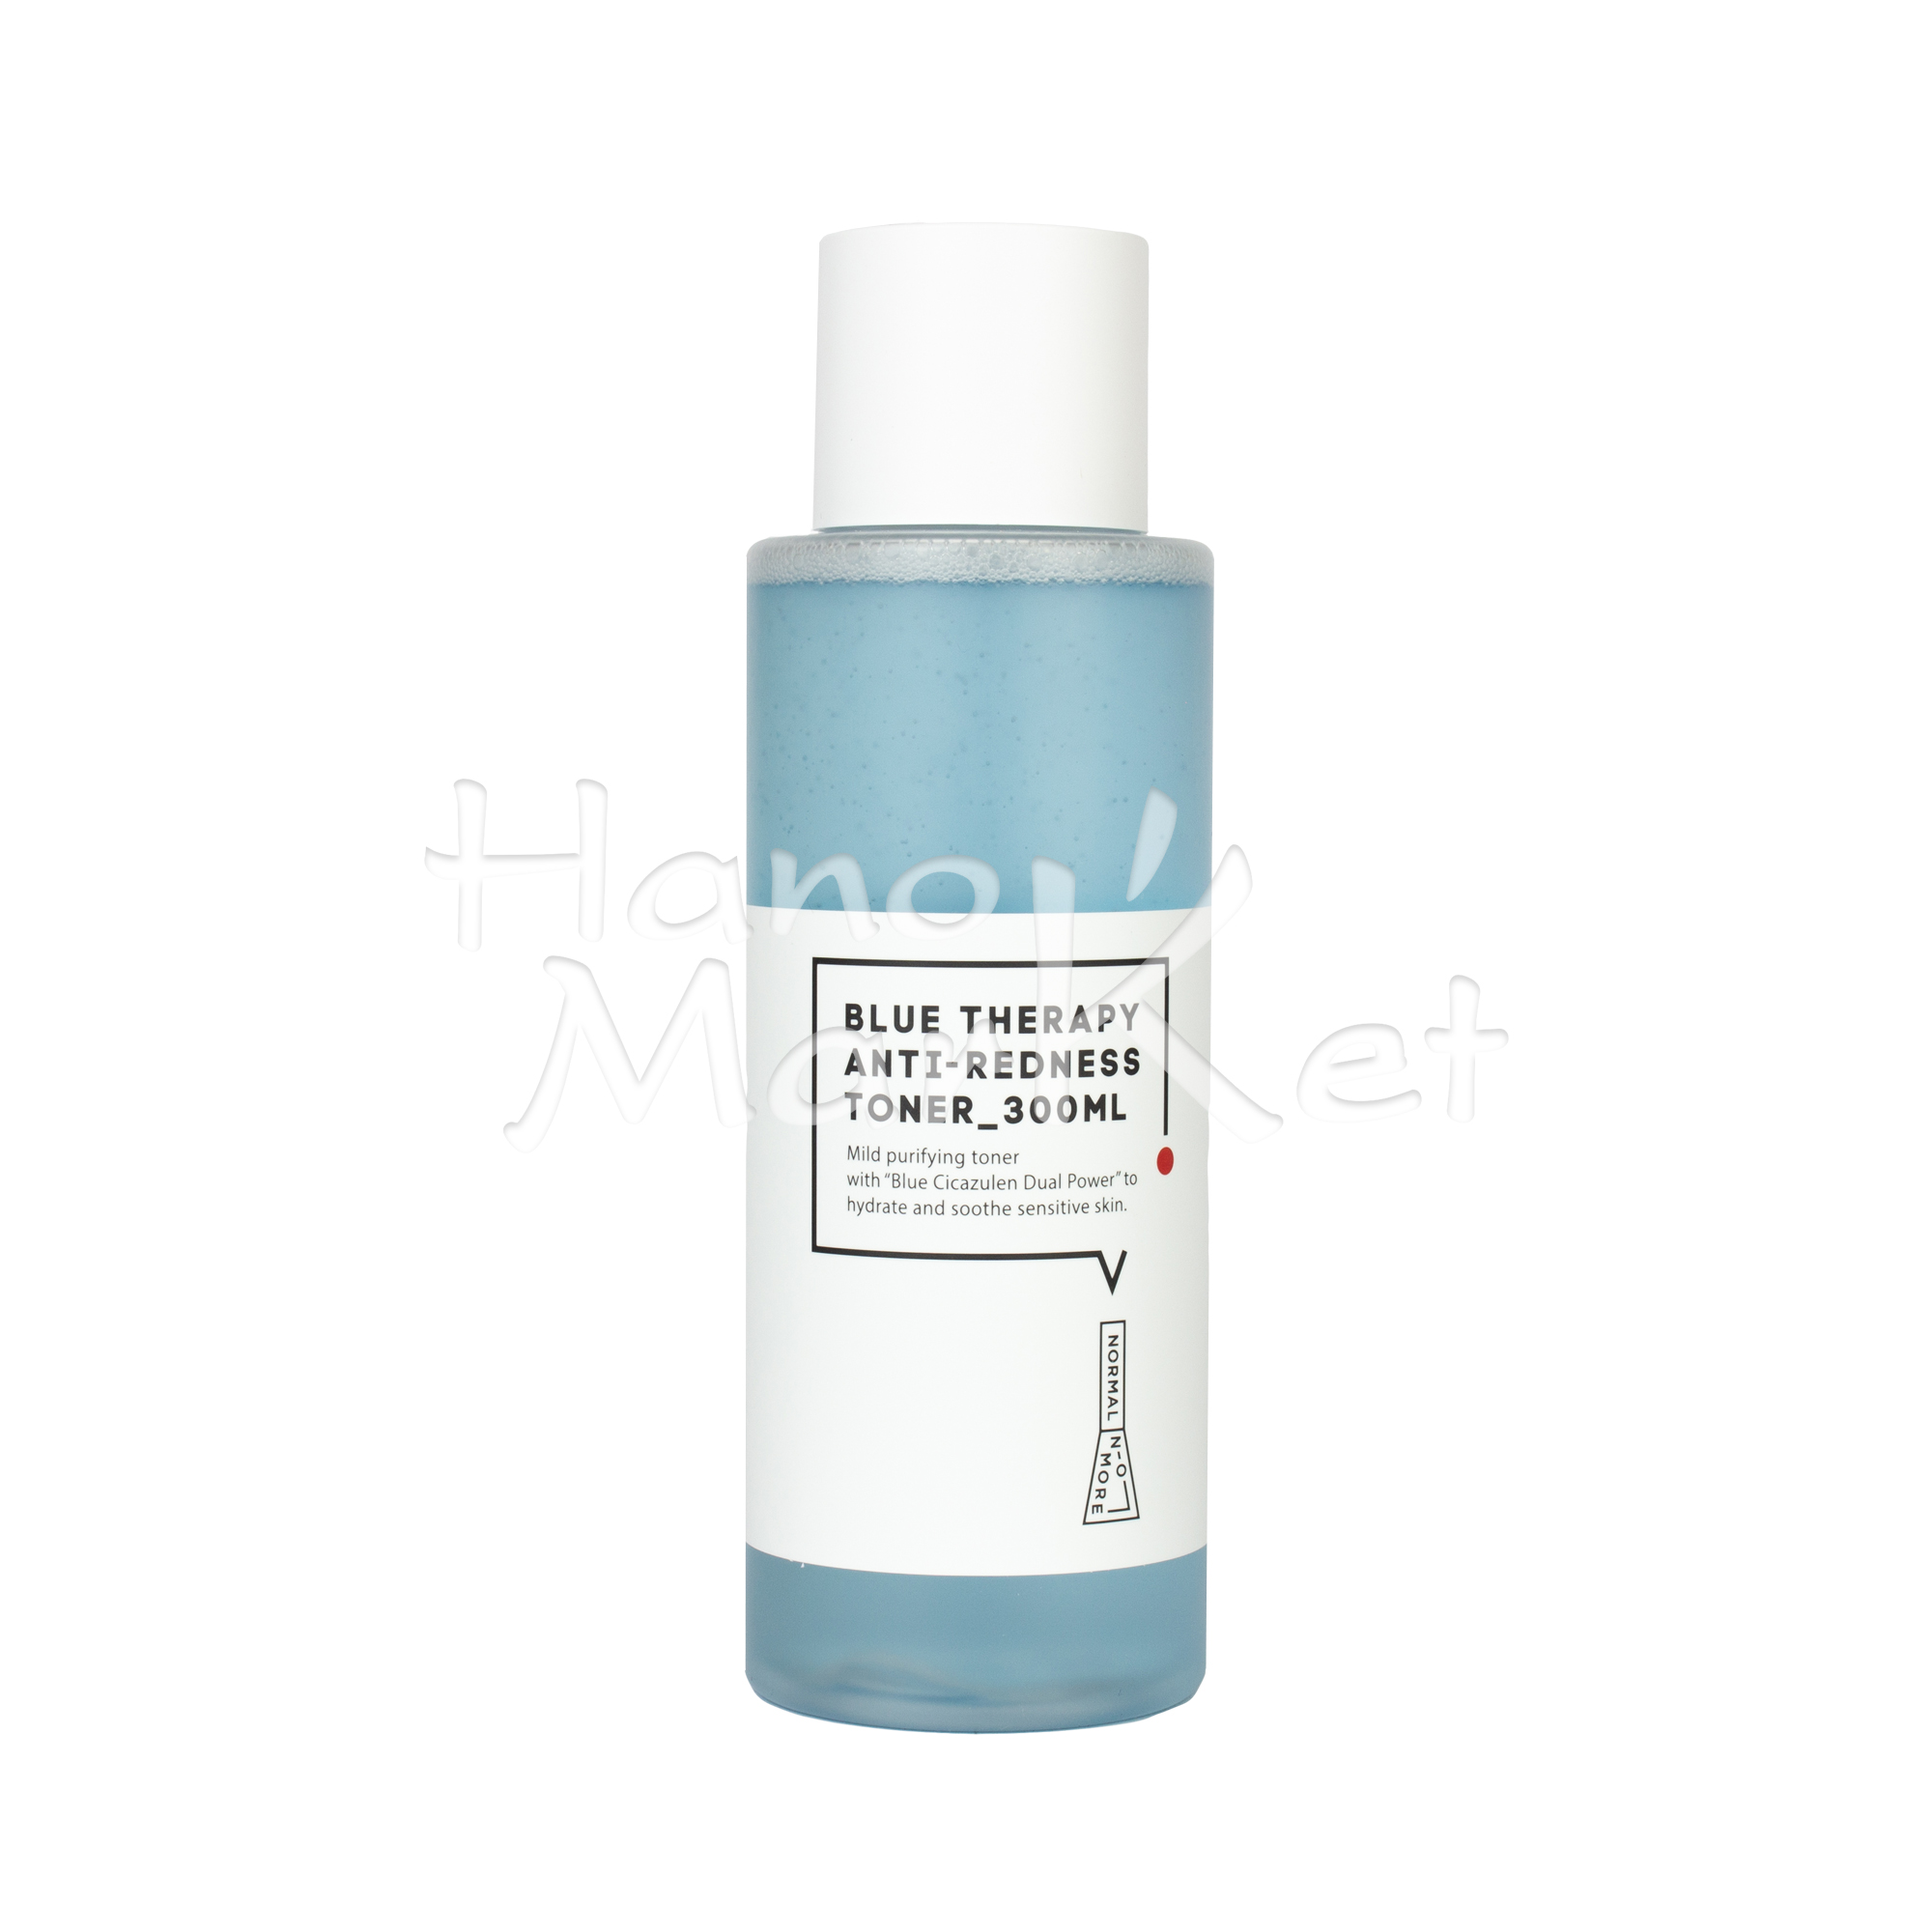 Hanok
Market
BLUE THERAPY
ANTI-REDNESS
TONER_300ML
Mild purifying toner
with “Blue Cicazulen Dual Power” to
hydrate and soothe sensitive skin.
NORMAL
N-O
MORE